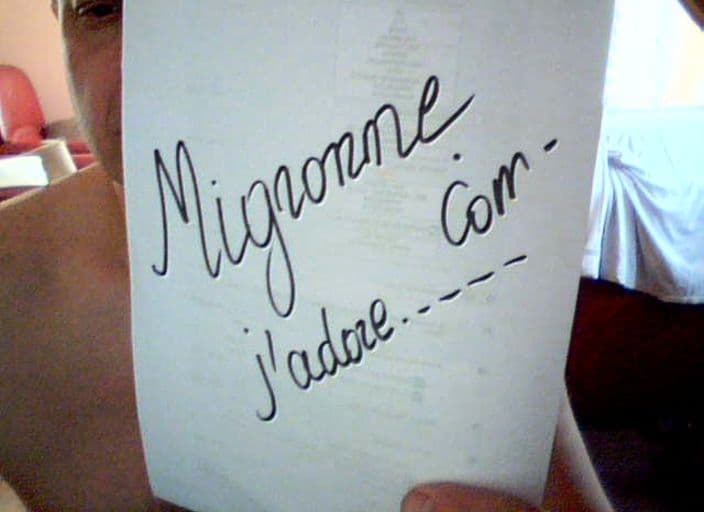 Mignonne
.com-
j'adore..----